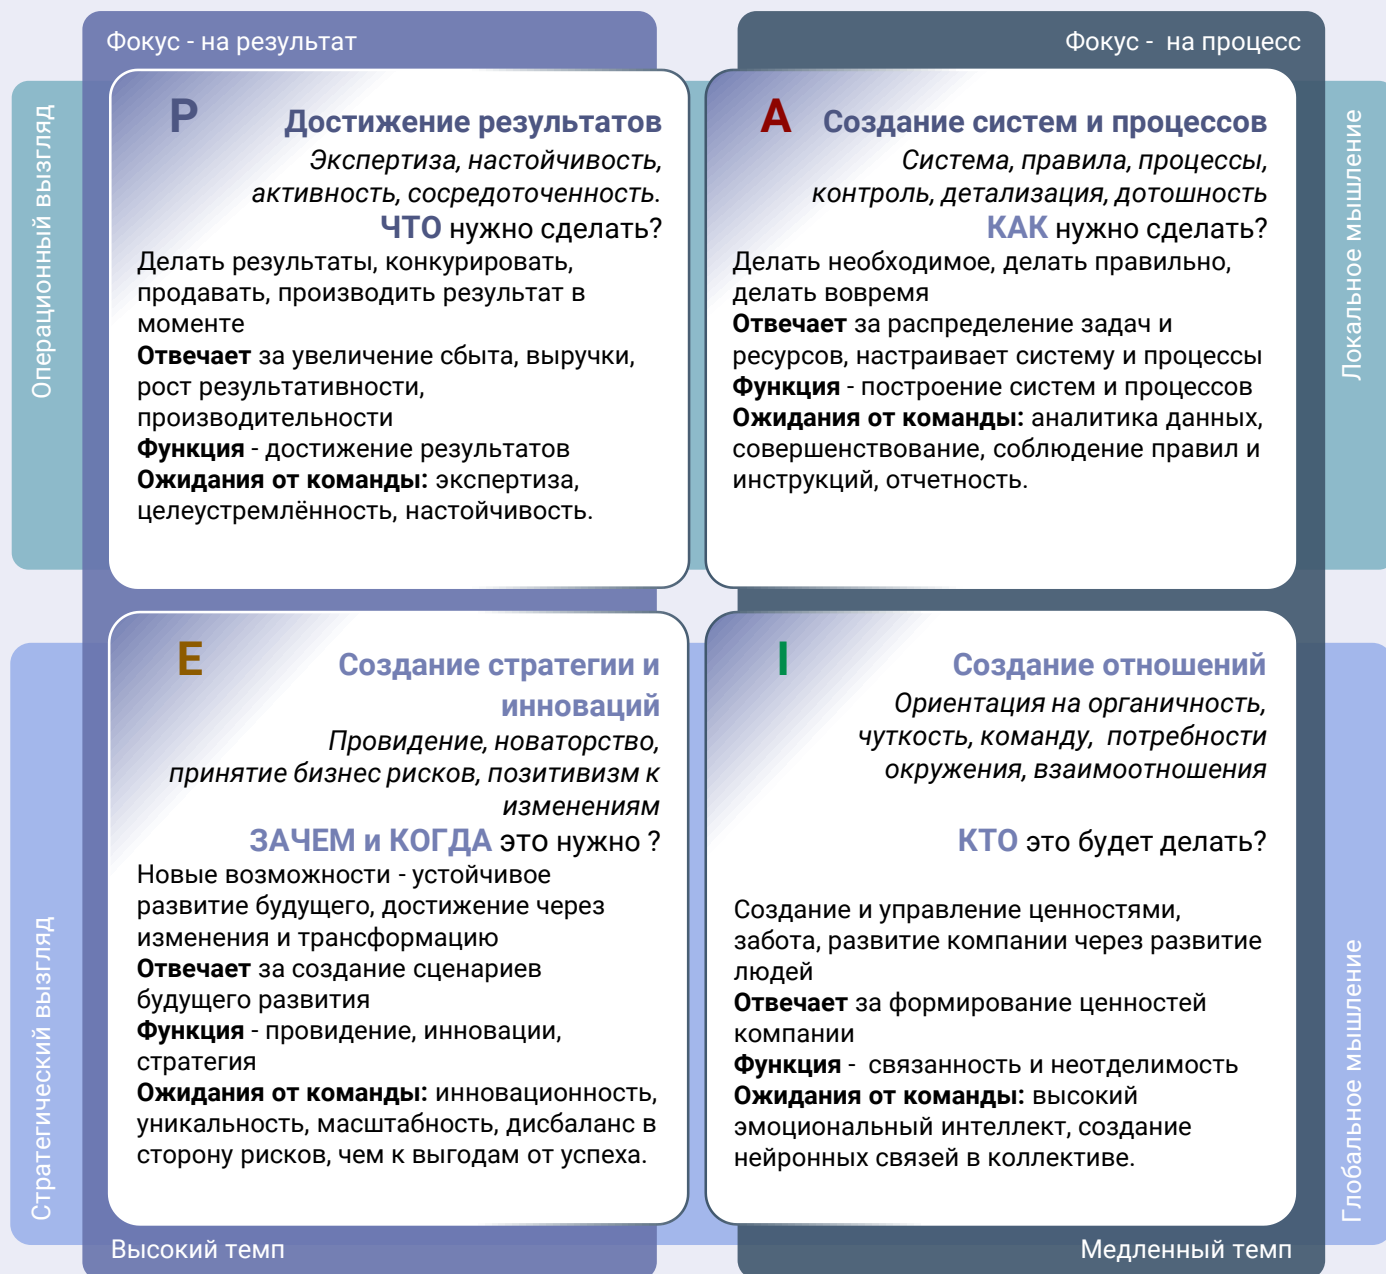 Фокус - на результат
Фокус - на процесс
Операционный взгляд
P
Достижение результатов
Экспертиза, настойчивость,
активность, сосредоточенность.
ЧТО нужно сделать?
Делать результаты, конкурировать,
продавать, производить результат в
моменте
Отвечает за увеличение сбыта, выручки,
рост результативности,
производительности
Функция - достижение результатов
Ожидания от команды: экспертиза,
целеустремлённость, настойчивость.
A
Создание систем и процессов
Система, правила, процессы,
контроль, детализация, дотошность
КАК нужно сделать?
Делать необходимое, делать правильно,
делать вовремя
Отвечает за распределение задач и
ресурсов, настраивает систему и процессы
Функция - построение систем и процессов
Ожидания от команды: аналитика данных,
совершенствование, соблюдение правил и
инструкций, отчетность.
Локальное мышление
Стратегический взгляд
E
Создание стратегии и
инноваций
Провидение, новаторство,
принятие бизнес рисков, позитивизм к
изменениям
ЗАЧЕМ и КОГДА это нужно ?
Новые возможности - устойчивое
развитие будущего, достижение через
изменения и трансформацию
Отвечает за создание сценариев
будущего развития
Функция - провидение, инновации,
стратегия
Ожидания от команды: инновационность,
уникальность, масштабность, дисбаланс в
сторону рисков, чем к выгодам от успеха.
I
Создание отношений
Ориентация на органичность,
чуткость, команду, потребности
окружения, взаимоотношения
КТО это будет делать?
Создание и управление ценностями,
забота, развитие компании через развитие
людей
Отвечает за формирование ценностей
компании
Функция - связанность и неотделимость
Ожидания от команды: высокий
эмоциональный интеллект, создание
нейронных связей в коллективе.
Глобальное мышление
Высокий темп
Медленный темп